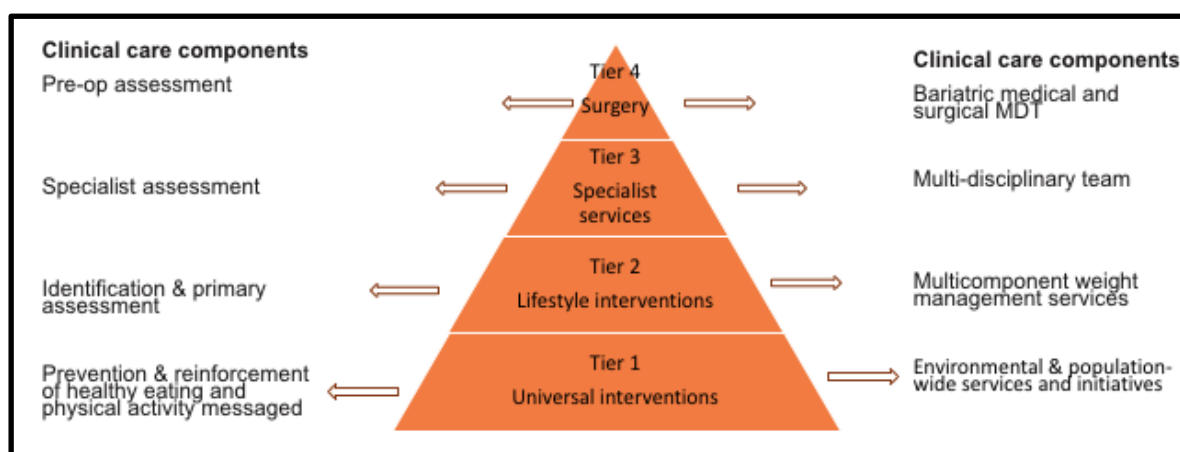 Clinical care components
Pre-op assessment
Specialist assessment
Identification & primary
assessment
Prevention & reinforcement
of healthy eating and
physical activity messaged
Tier 4
Surgery
Tier 3
Specialist
services
Tier 2
Lifestyle interventions
Tier 1
Universal interventions
Clinical care components
Bariatric medical and
surgical MDT
Multi-disciplinary team
Multicomponent weight
management services
Environmental & population-
wide services and initiatives